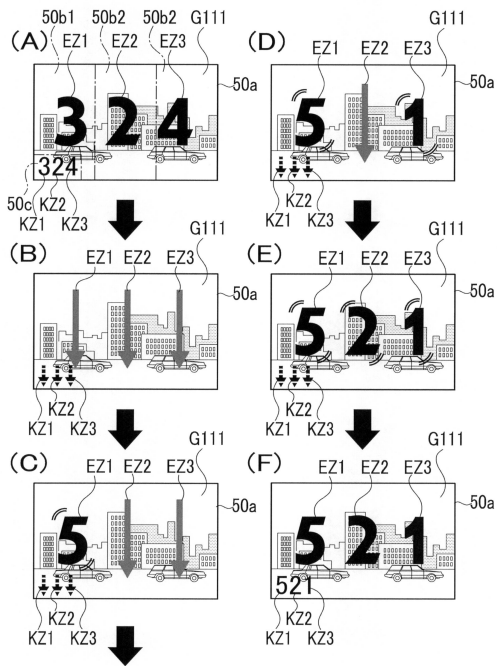 50b1 50b2 50b2 G111
(A) EZ1 EZ2 EZ3
50a
3 2 4
324
50c
KZ1 KZ2 KZ3
G111
(B) EZ1 EZ2 EZ3
50a
KZ1 KZ2 KZ3
G111
(C) EZ1 EZ2 EZ3
50a
5
KZ1 KZ2 KZ3
G111
(D) EZ1 EZ2 EZ3
50a
5 1
KZ1 KZ2 KZ3
G111
(E) EZ1 EZ2 EZ3
50a
5 2 1
KZ1 KZ2 KZ3
G111
(F) EZ1 EZ2 EZ3
50a
5 2 1
521
KZ1 KZ2 KZ3